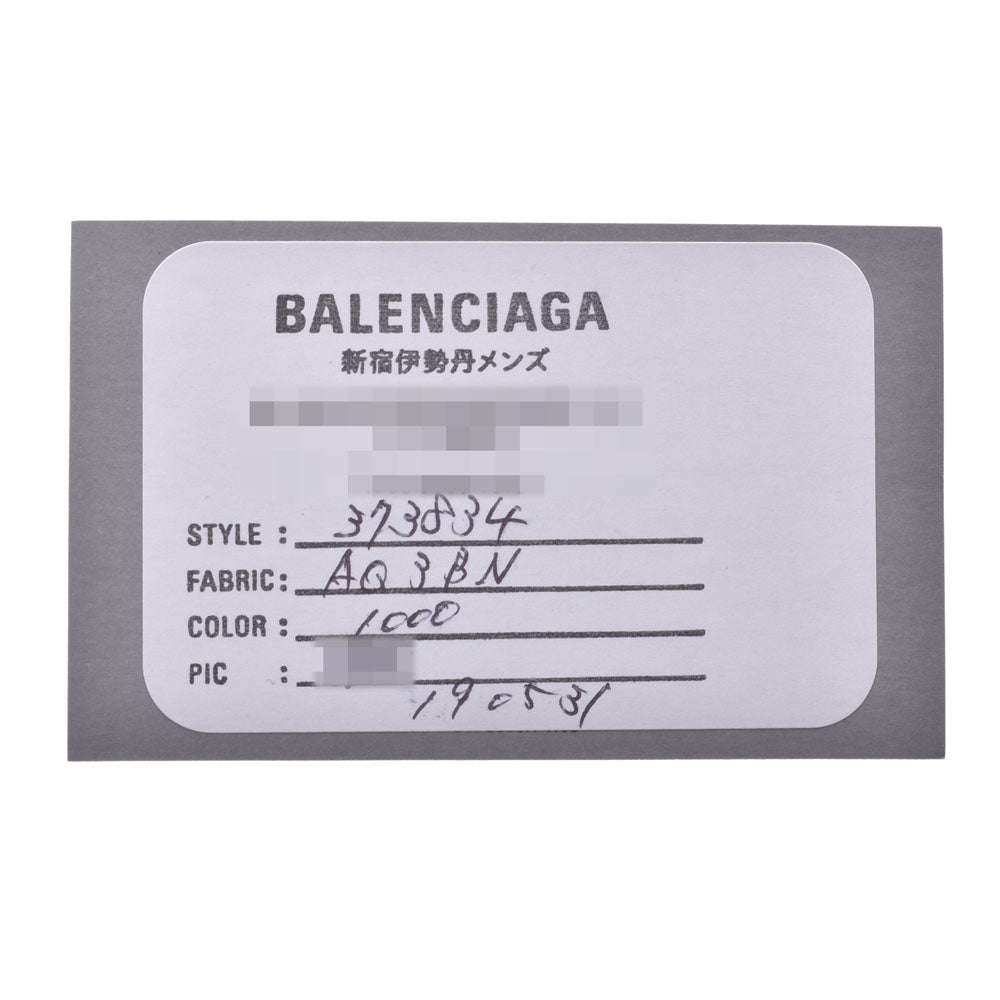 BALENCIAGA
新宿伊勢丹メンズ
STYLE : 373834
FABRIC: AQ3BN
COLOR : 1000
PIC :
190531